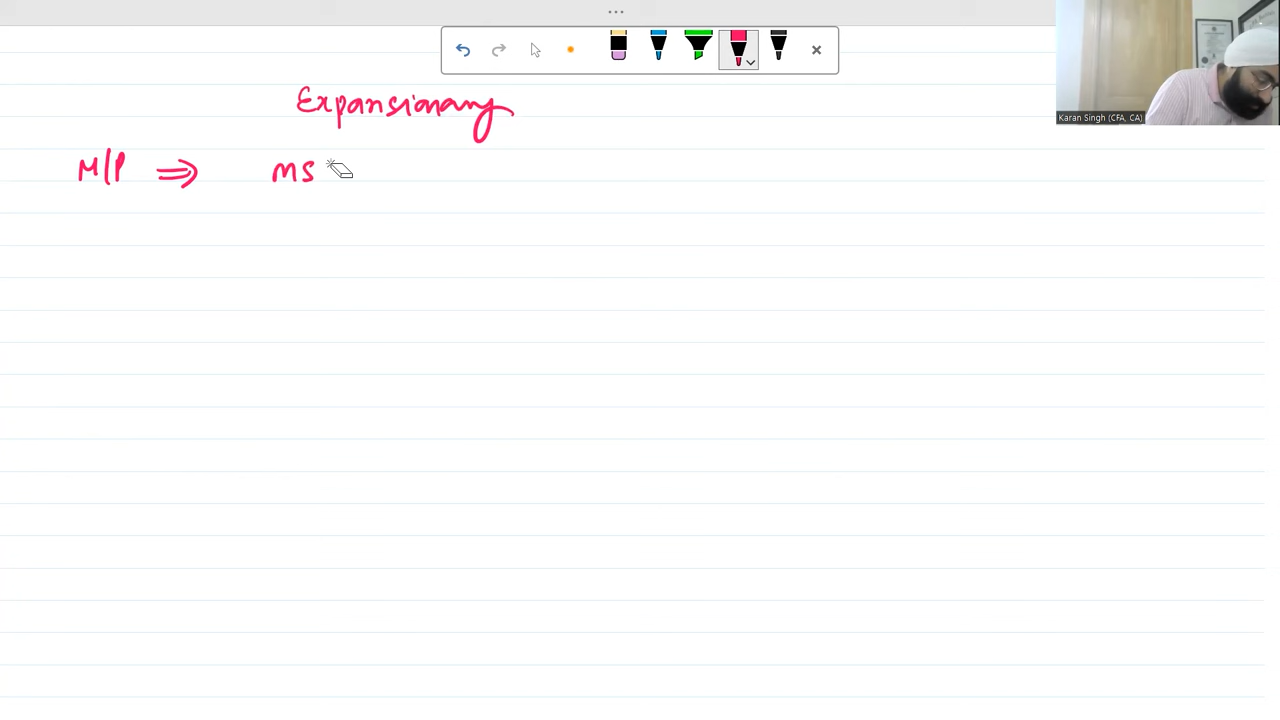 Expansionary
M/P ⇒ MS
Karan Singh (CFA, CA)